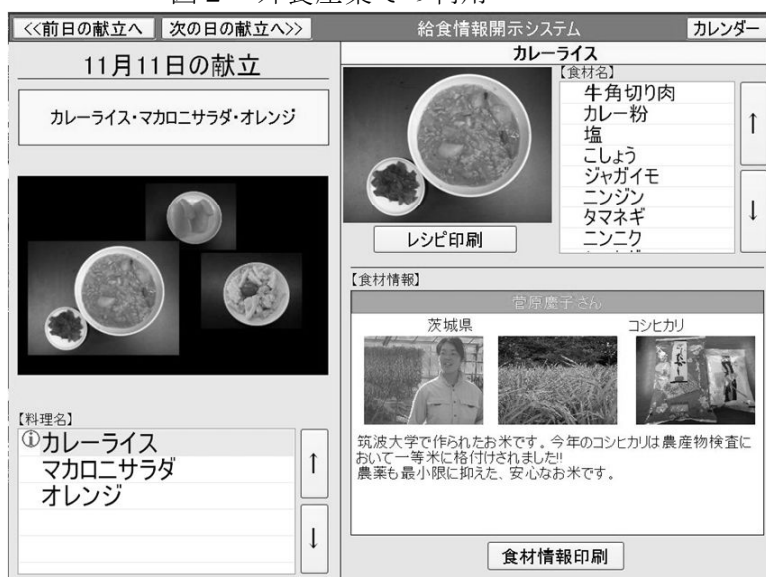 <<前日の献立へ
次の日の献立へ>>
給食情報開示システム
カレンダー
11月11日の献立
カレーライス・マカロニサラダ・オレンジ
【料理名】
ⓘカレーライス
マカロニサラダ
オレンジ
↑
↓
カレーライス
【食材名】
牛角切り肉
カレー粉
塩
こしょう
ジャガイモ
ニンジン
タマネギ
ニンニク
↑
↓
レシピ印刷
【食材情報】
菅原慶子さん
茨城県
コシヒカリ
筑波大学で作られたお米です。今年のコシヒカリは農産物検査に
おいて一等米に格付けされました!!
農薬も最小限に抑えた、安心なお米です。
食材情報印刷